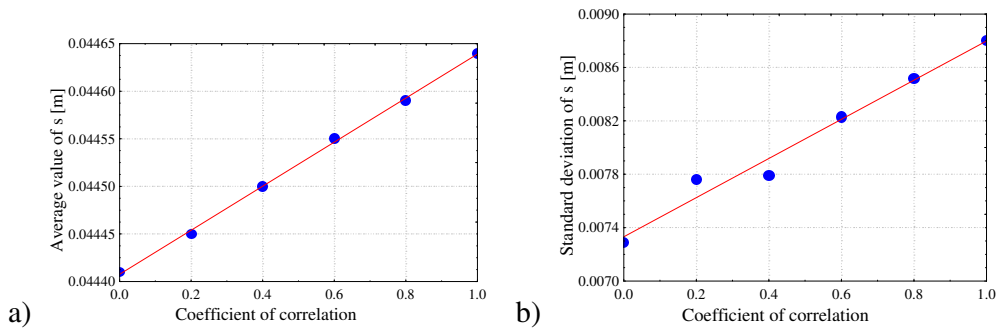 a)
Average value of s [m]
0.04465
0.04460
0.04455
0.04450
0.04445
0.04440
0.0 0.2 0.4 0.6 0.8 1.0
Coefficient of correlation
b)
Standard deviation of s [m]
0.0090
0.0086
0.0082
0.0078
0.0074
0.0070
0.0 0.2 0.4 0.6 0.8 1.0
Coefficient of correlation